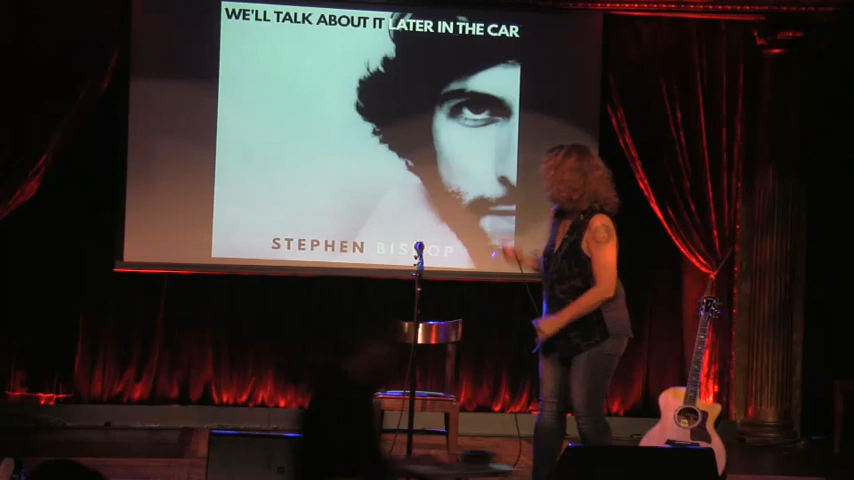 WE'LL TALK ABOUT IT LATER IN THE CAR
STEPHEN BISHOP